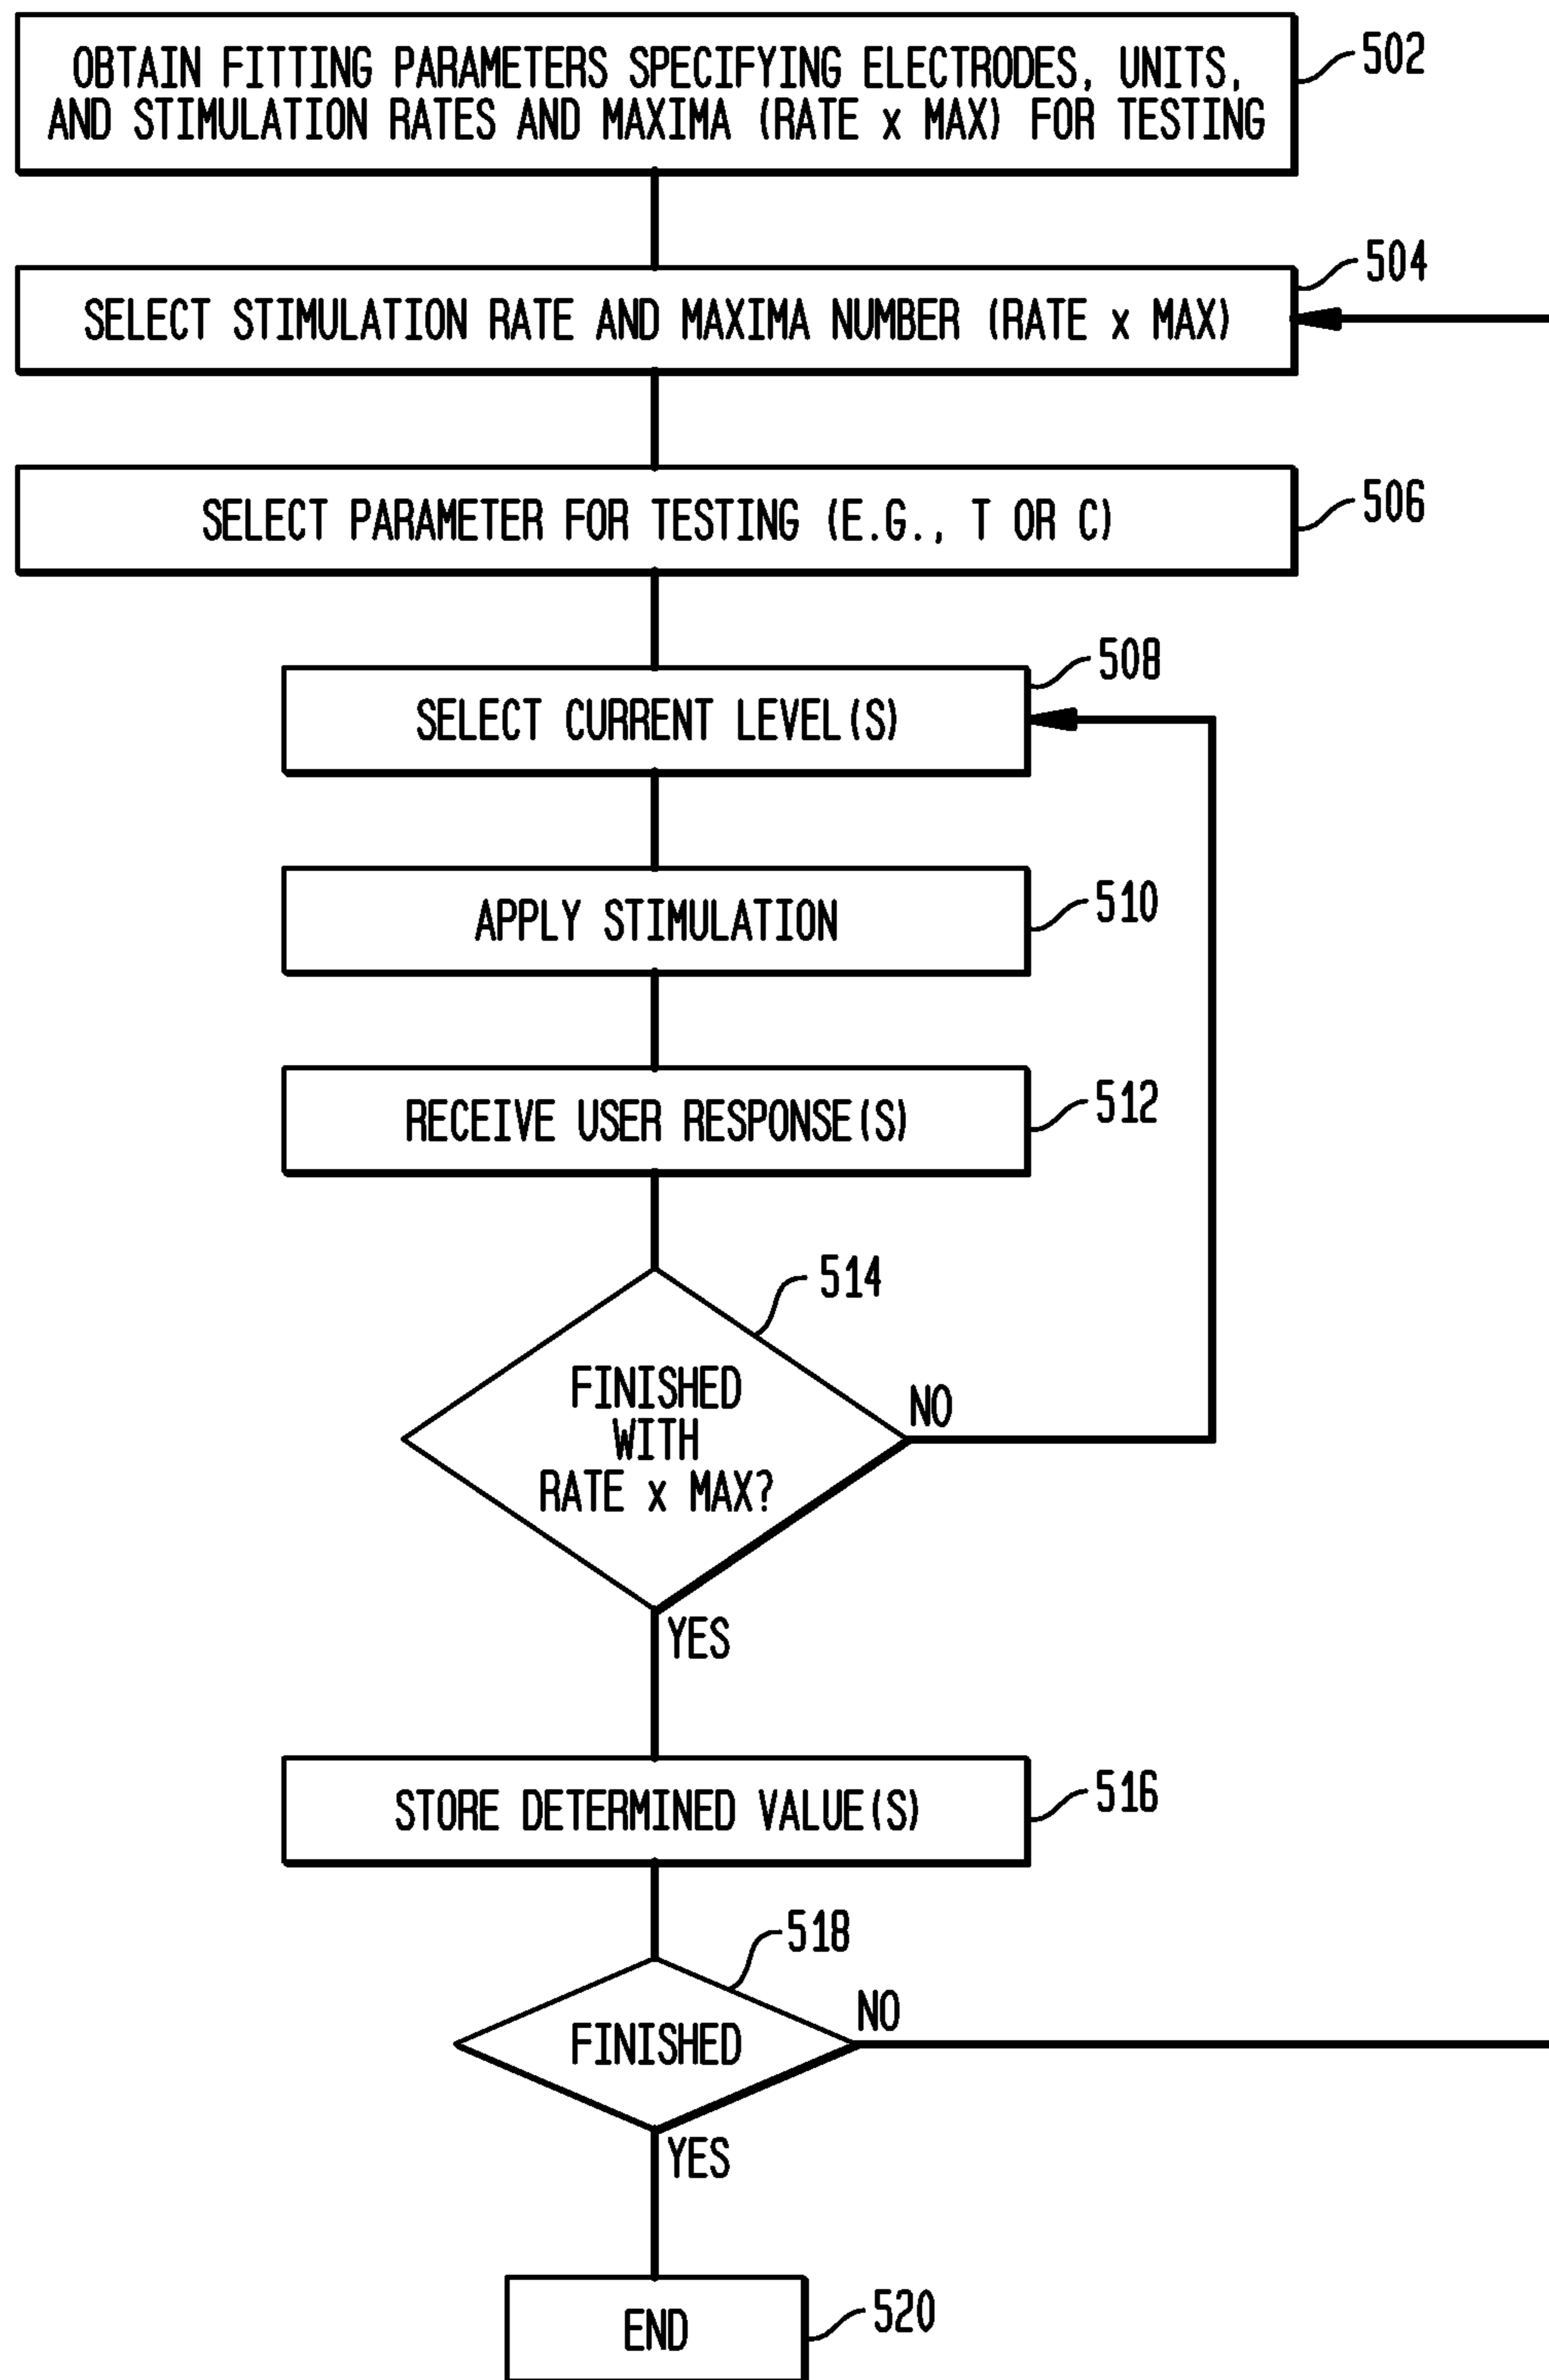 OBTAIN FITTING PARAMETERS SPECIFYING ELECTRODES, UNITS,
AND STIMULATION RATES AND MAXIMA (RATE x MAX) FOR TESTING
502
504
SELECT STIMULATION RATE AND MAXIMA NUMBER (RATE x MAX)
SELECT PARAMETER FOR TESTING (E.G., T OR C)
506
508
SELECT CURRENT LEVEL(S)
APPLY STIMULATION
510
RECEIVE USER RESPONSE(S)
512
514
FINISHED
WITH
RATE x MAX?
NO
YES
STORE DETERMINED VALUE(S)
516
518
FINISHED
NO
YES
END
520